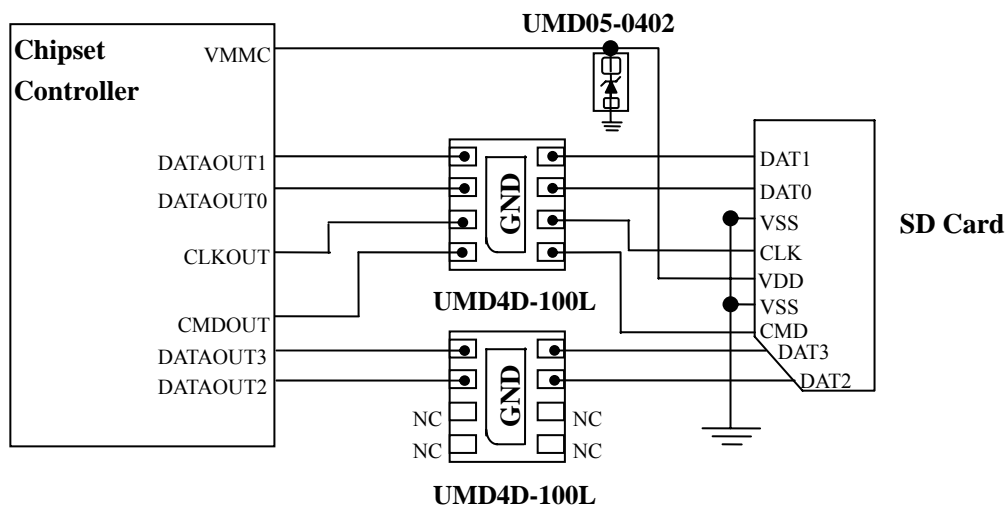 UMD05-0402
Chipset
Controller
VMMC
DATAOUT1
DATAOUT0
CLKOUT
CMDOUT
DATAOUT3
DATAOUT2
GND
UMD4D-100L
GND
NC
NC
NC
NC
UMD4D-100L
DAT1
DAT0
VSS
CLK
VDD
VSS
CMD
DAT3
DAT2
SD Card